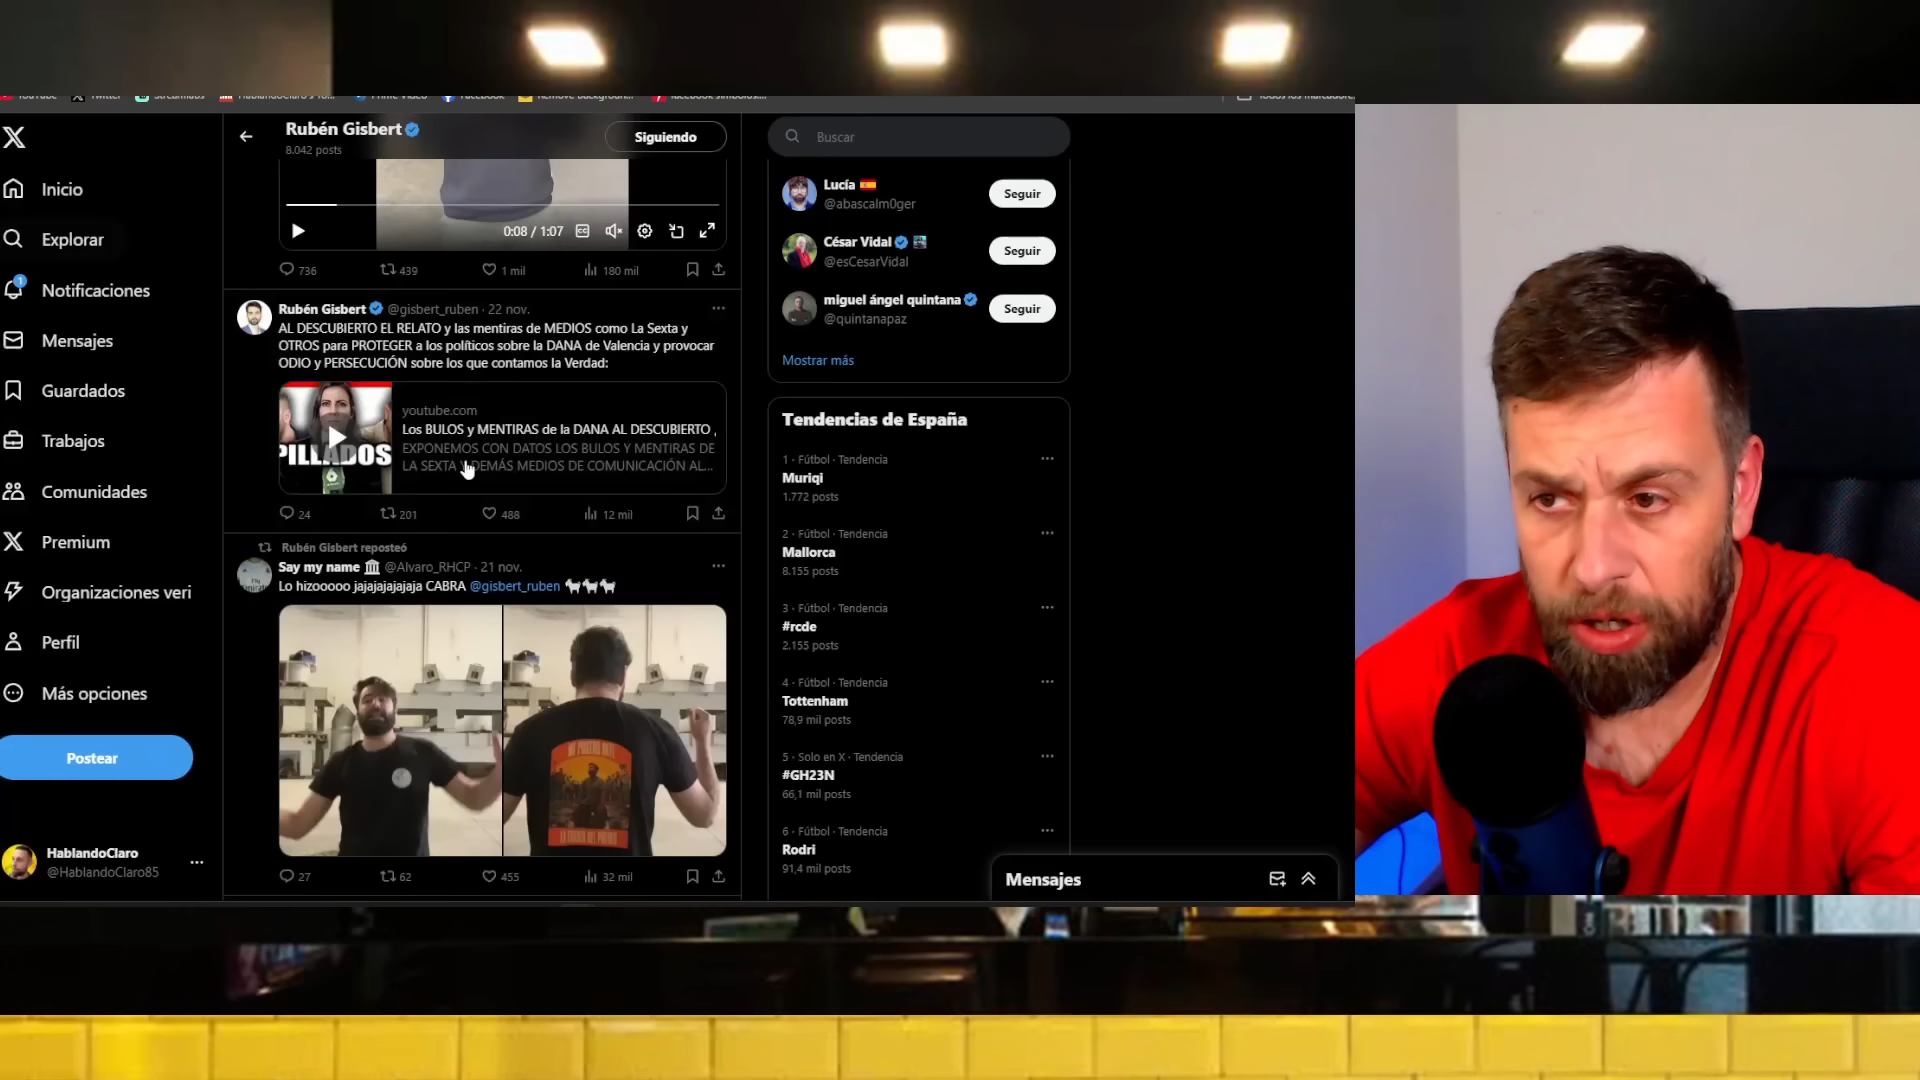 Rubén Gisbert
8.042 posts
Siguiendo
Inicio
Explorar
1
Notificaciones
Mensajes
Guardados
Trabajos
Comunidades
Premium
Organizaciones veri
Perfil
Más opciones
Postear
HablandoClaro
@HablandoClaro85
0:08 / 1:07
CC
736
439
1 mil
180 mil
Rubén Gisbert @gisbert_ruben · 22 nov.
AL DESCUBIERTO EL RELATO y las mentiras de MEDIOS como La Sexta y
OTROS para PROTEGER a los políticos sobre la DANA de Valencia y provocar
ODIO y PERSECUCIÓN sobre los que contamos la Verdad:
PILLADOS
youtube.com
Los BULOS y MENTIRAS de la DANA AL DESCUBIERTO ,
EXPONEMOS CON DATOS LOS BULOS Y MENTIRAS DE
LA SEXTA Y DEMÁS MEDIOS DE COMUNICACIÓN AL...
24
201
488
12 mil
Rubén Gisbert reposteó
Say my name @Alvaro_RHCP · 21 nov.
Lo hizooooo jajajajajajaja CABRA @gisbert_ruben
27
62
455
32 mil
Buscar
Lucía
@abascalm0ger
Seguir
César Vidal
@esCesarVidal
Seguir
miguel ángel quintana
@quintanapaz
Seguir
Mostrar más
Tendencias de España
1 · Fútbol · Tendencia
Muriqi
1.772 posts
2 · Fútbol · Tendencia
Mallorca
8.155 posts
3 · Fútbol · Tendencia
#rcde
2.155 posts
4 · Fútbol · Tendencia
Tottenham
78,9 mil posts
5 · Solo en X · Tendencia
#GH23N
66,1 mil posts
6 · Fútbol · Tendencia
Rodri
91,4 mil posts
Mensajes